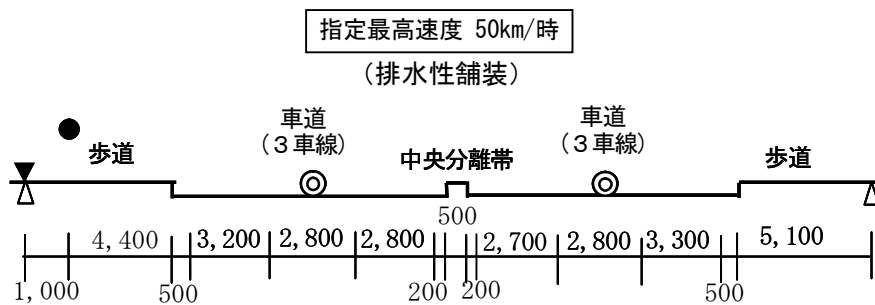 指定最高速度 50km/時
(排水性舗装)
車道
(3車線)
車道
(3車線)
歩道
中央分離帯
歩道
500
4,400
3,200
2,800
2,800
2,700
2,800
3,300
5,100
1,000
500
200
200
500